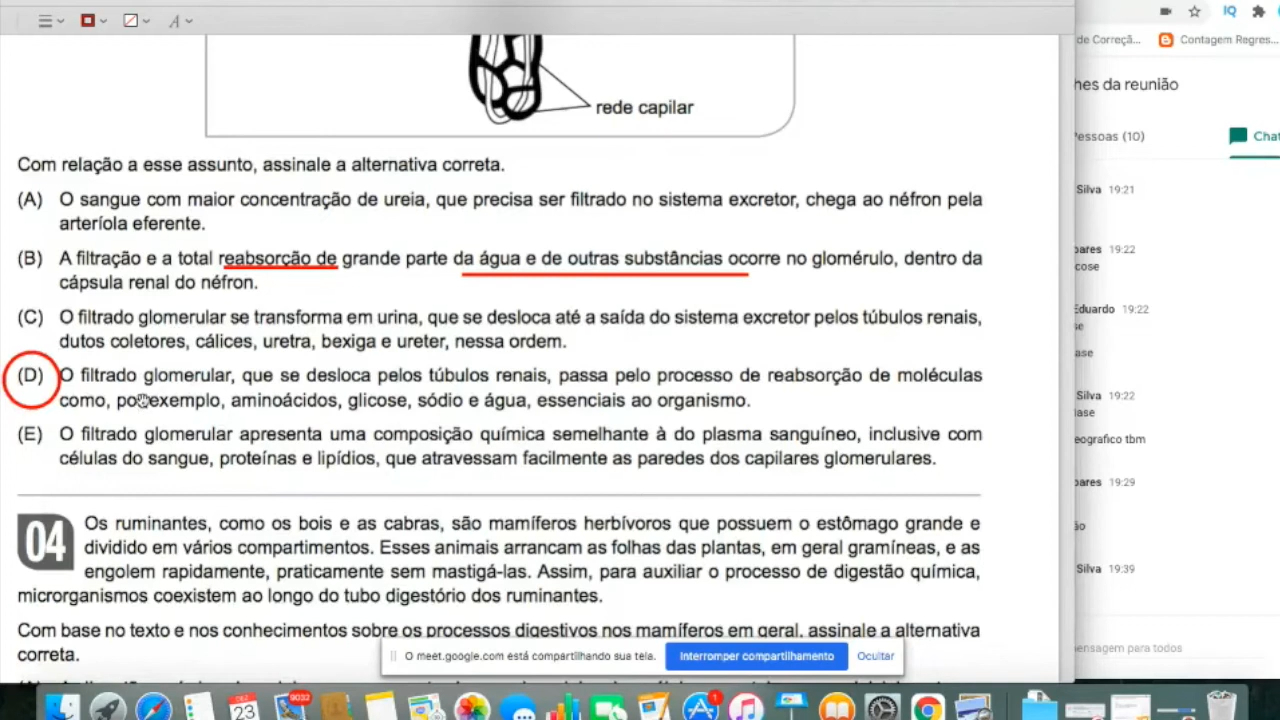 de Correçã...
Contagem Regres...
hes da reunião
rede capilar
Pessoas (10)
Chat
Com relação a esse assunto, assinale a alternativa correta.
(A) O sangue com maior concentração de ureia, que precisa ser filtrado no sistema excretor, chega ao néfron pela
arteríola eferente.
(B) A filtração e a total reabsorção de grande parte da água e de outras substâncias ocorre no glomérulo, dentro da
cápsula renal do néfron.
(C) O filtrado glomerular se transforma em urina, que se desloca até a saída do sistema excretor pelos túbulos renais,
dutos coletores, cálices, uretra, bexiga e ureter, nessa ordem.
(D) O filtrado glomerular, que se desloca pelos túbulos renais, passa pelo processo de reabsorção de moléculas
como, por exemplo, aminoácidos, glicose, sódio e água, essenciais ao organismo.
(E) O filtrado glomerular apresenta uma composição química semelhante à do plasma sanguíneo, inclusive com
células do sangue, proteínas e lipídios, que atravessam facilmente as paredes dos capilares glomerulares.
04 Os ruminantes, como os bois e as cabras, são mamíferos herbívoros que possuem o estômago grande e
dividido em vários compartimentos. Esses animais arrancam as folhas das plantas, em geral gramíneas, e as
engolem rapidamente, praticamente sem mastigá-las. Assim, para auxiliar o processo de digestão química,
microrganismos coexistem ao longo do tubo digestório dos ruminantes.
Com base no texto e nos conhecimentos sobre os processos digestivos nos mamíferos em geral, assinale a alternativa
correta.
Silva 19:21
ares 19:22
cose
Eduardo 19:22
se
ase
Silva 19:22
ase
eografico tbm
ares 19:29
ão
Silva 19:39
ensagem para todos
O meet.google.com está compartilhando sua tela.
Interromper compartilhamento
Ocultar
23
9032
1